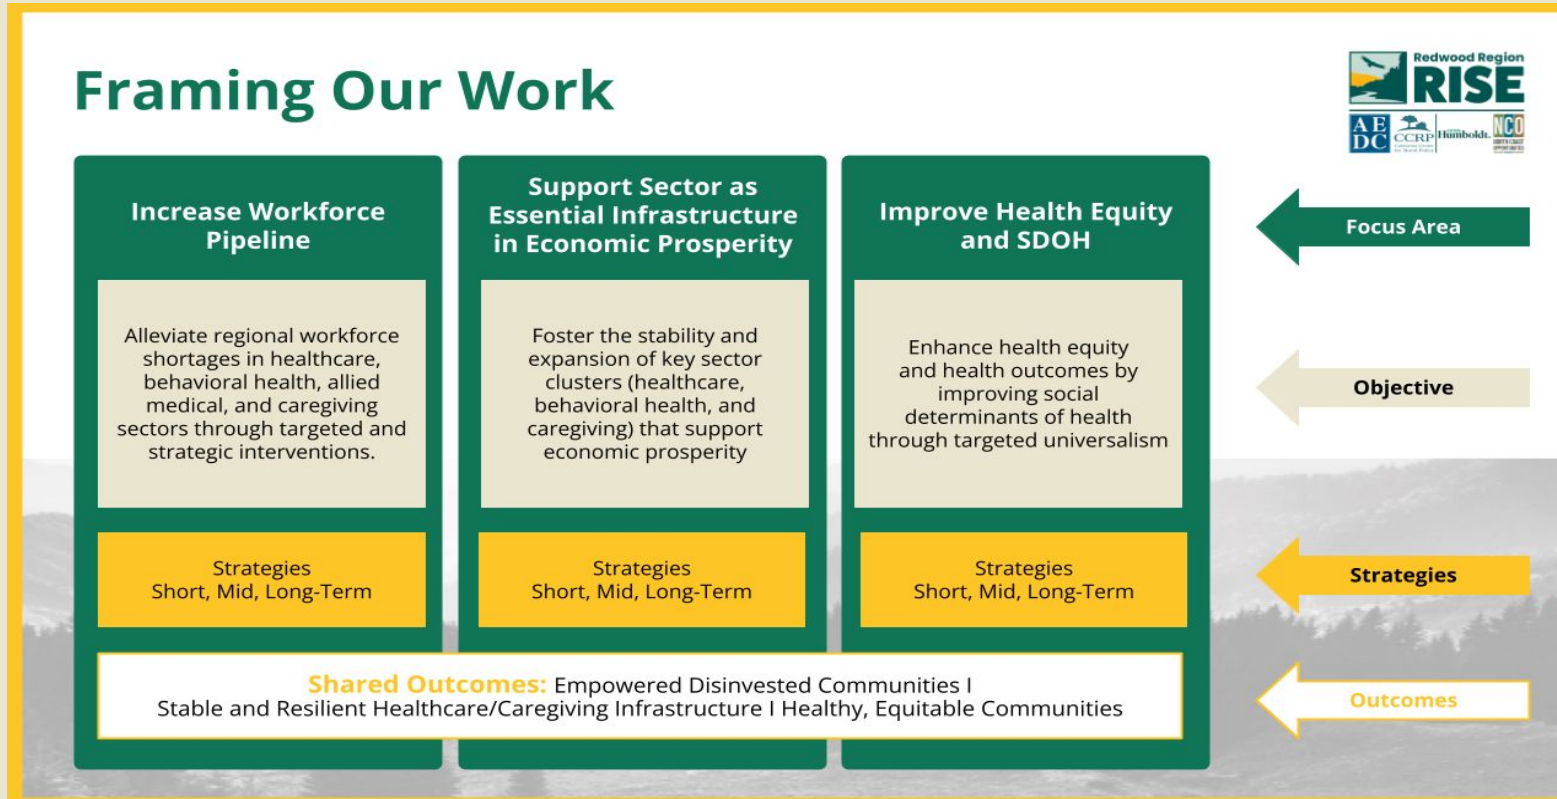 Framing Our Work
Redwood Region
RISE
AE
DC
CCRP
Humboldt
NCO
Increase Workforce
Pipeline
Alleviate regional workforce
shortages in healthcare,
behavioral health, allied
medical, and caregiving
sectors through targeted and
strategic interventions.
Strategies
Short, Mid, Long-Term
Support Sector as
Essential Infrastructure
in Economic Prosperity
Foster the stability and
expansion of key sector
clusters (healthcare,
behavioral health, and
caregiving) that support
economic prosperity
Strategies
Short, Mid, Long-Term
Improve Health Equity
and SDOH
Enhance health equity
and health outcomes by
improving social
determinants of health
through targeted universalism
Strategies
Short, Mid, Long-Term
Shared Outcomes: Empowered Disinvested Communities I
Stable and Resilient Healthcare/Caregiving Infrastructure I Healthy, Equitable Communities
Focus Area
Objective
Strategies
Outcomes